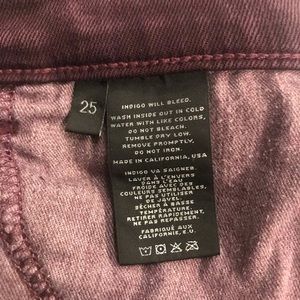 25
INDIGO WILL BLEED.
WASH INSIDE OUT IN COLD
WATER WITH LIKE COLORS,
DO NOT BLEACH.
TUMBLE DRY LOW.
REMOVE PROMPTLY,
DO NOT IRON.
MADE IN CALIFORNIA, USA
INDIGO VA SAIGNER.
LAVER À L'ENVERS
DANS L'EAU
FROIDE AVEC DES
COULEURS SEMBLABLES,
NE PAS UTILISER
DE JAVEL.
SÉCHER À BASSE
TEMPÉRATURE.
RETIRER RAPIDEMENT,
NE PAS REPASSER.
FABRIQUÉ AUX
CALIFORNIA, E.U.